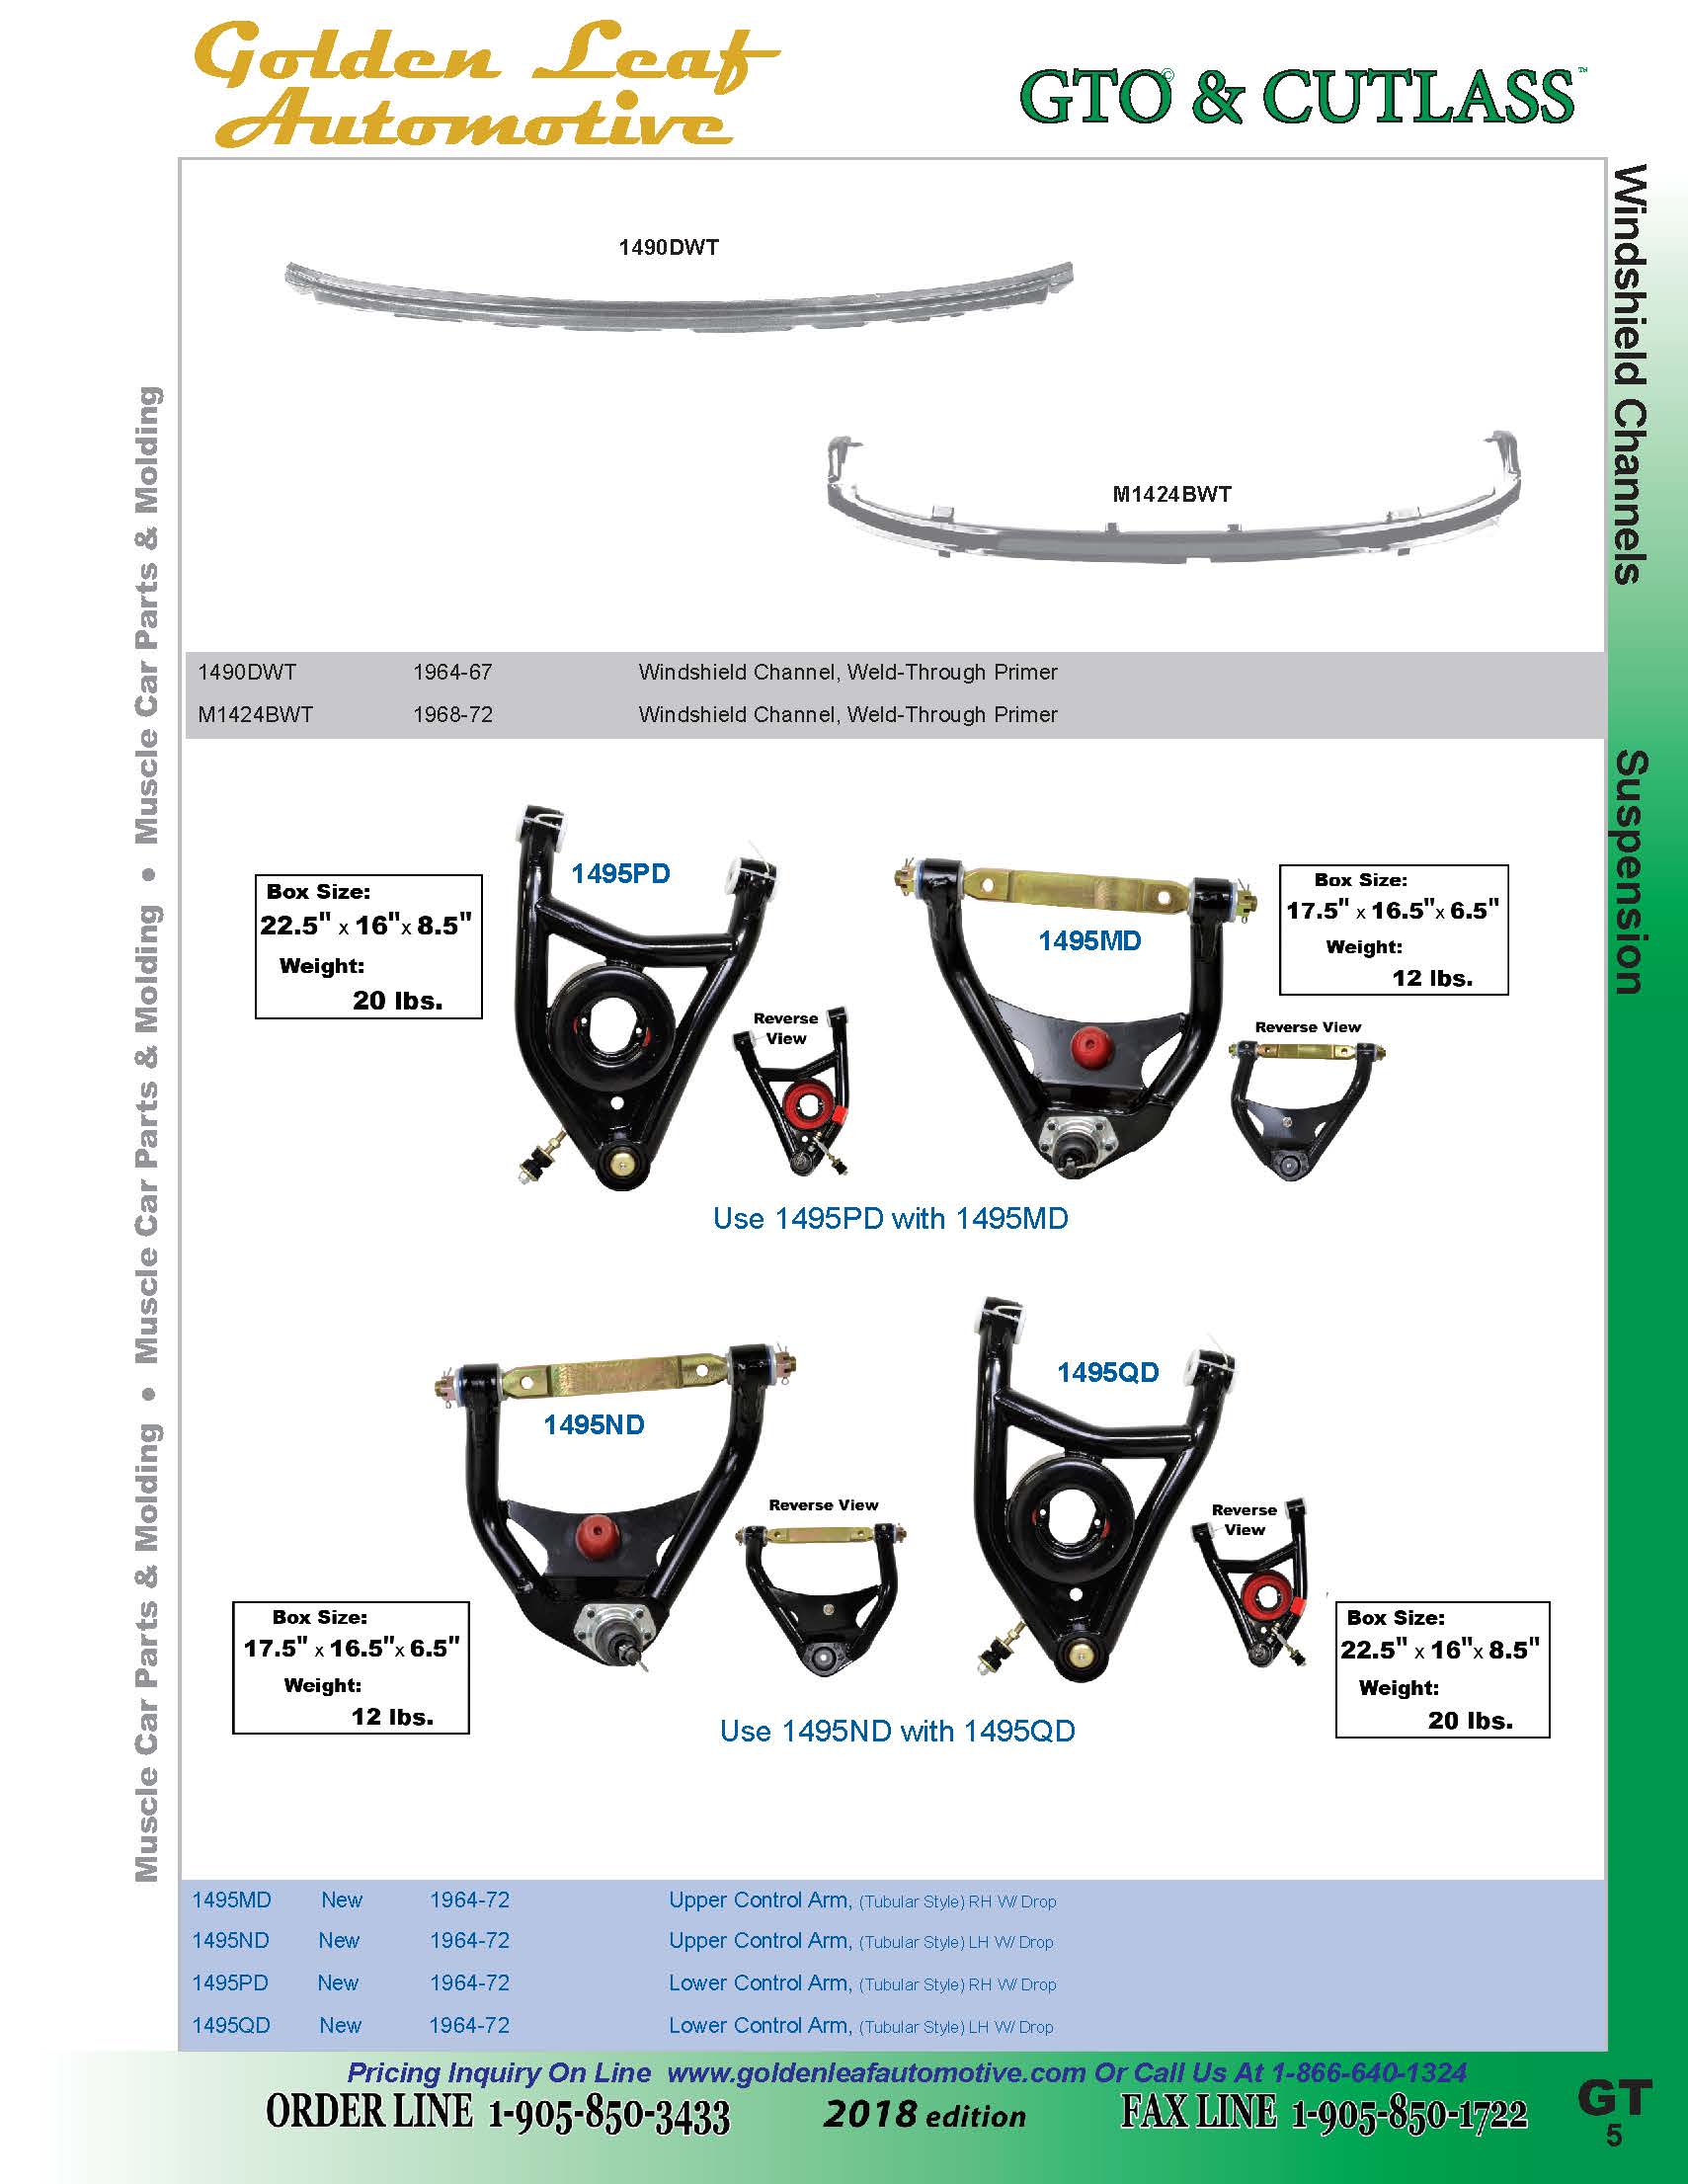 Golden Leaf
Automotive
GTO© & CUTLASS™
Windshield Channels
Suspension
Muscle Car Parts & Molding • Muscle Car Parts & Molding • Muscle Car Parts & Molding
1490DWT
M1424BWT
1490DWT 1964-67 Windshield Channel, Weld-Through Primer
M1424BWT 1968-72 Windshield Channel, Weld-Through Primer
1495PD
Box Size:
22.5" x 16"x 8.5"
Weight:
20 lbs.
Reverse
View
1495MD
Box Size:
17.5" x 16.5"x 6.5"
Weight:
12 lbs.
Reverse View
Use 1495PD with 1495MD
1495ND
Reverse View
Box Size:
17.5" x 16.5"x 6.5"
Weight:
12 lbs.
1495QD
Reverse
View
Box Size:
22.5" x 16"x 8.5"
Weight:
20 lbs.
Use 1495ND with 1495QD
1495MD New 1964-72 Upper Control Arm, (Tubular Style) RH W/ Drop
1495ND New 1964-72 Upper Control Arm, (Tubular Style) LH W/ Drop
1495PD New 1964-72 Lower Control Arm, (Tubular Style) RH W/ Drop
1495QD New 1964-72 Lower Control Arm, (Tubular Style) LH W/ Drop
Pricing Inquiry On Line www.goldenleafautomotive.com Or Call Us At 1-866-640-1324
ORDER LINE 1-905-850-3433 2018 edition FAX LINE 1-905-850-1722
GT
5